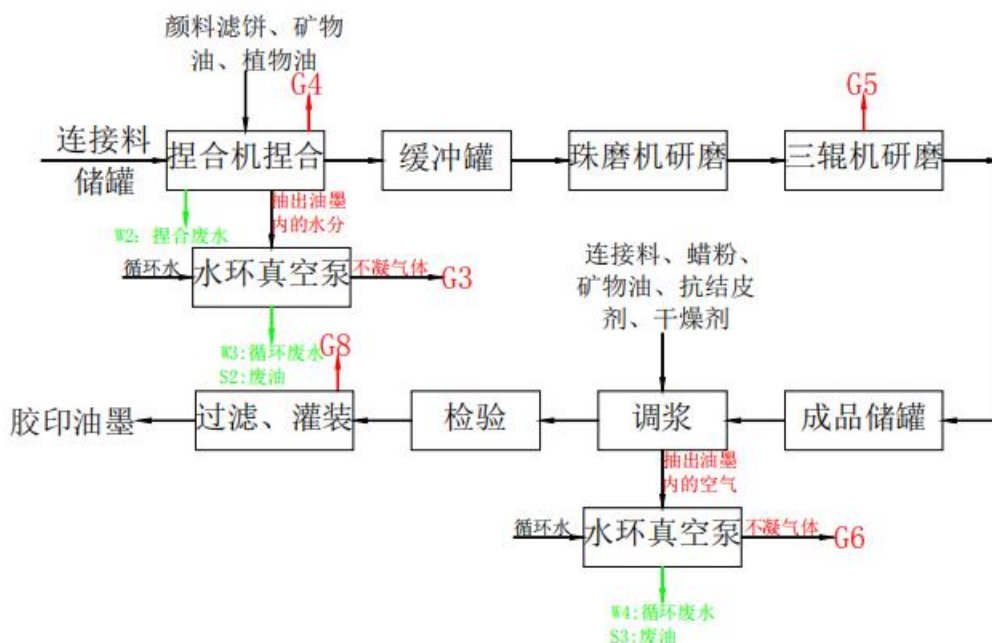 颜料滤饼、矿物
油、植物油
G4
G5
连接料
储罐
捏合机捏合
缓冲罐
珠磨机研磨
三辊机研磨
抽出油墨
内的水分
W2: 捏合废水
循环水
水环真空泵
不凝气体
G3
连接料、蜡粉、
矿物油、抗结皮
剂、干燥剂
W3:循环废水
S2:废油
G8
胶印油墨
过滤、灌装
检验
调浆
成品储罐
抽出油墨
内的空气
循环水
水环真空泵
不凝气体
G6
W4:循环废水
S3:废油